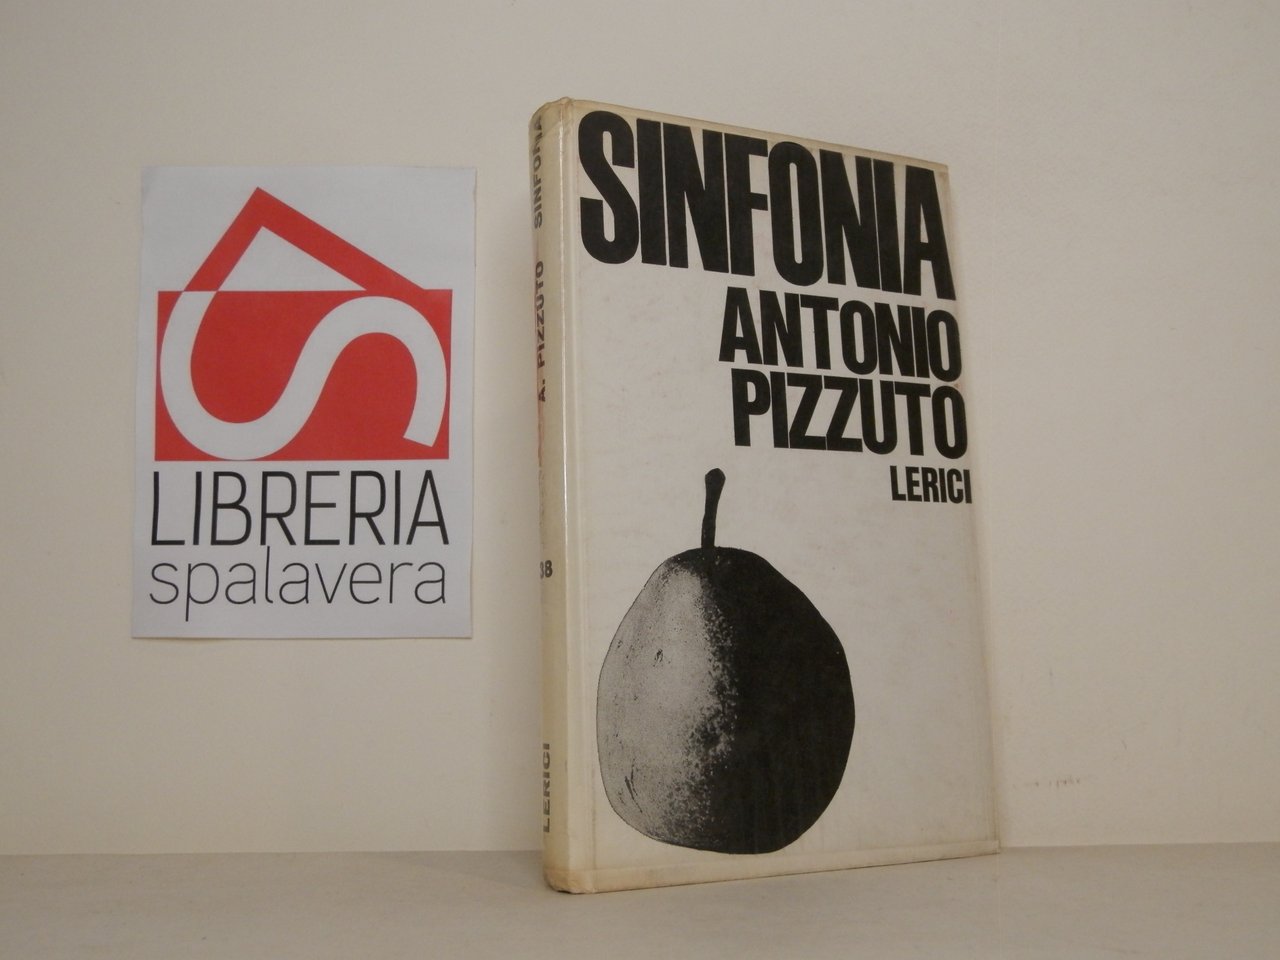 LIBRERIA
spalavera
SINFONIA
ANTONIO
PIZZUTO
LERICI
A. PIZZUTO SINFONIA
38
LERICI